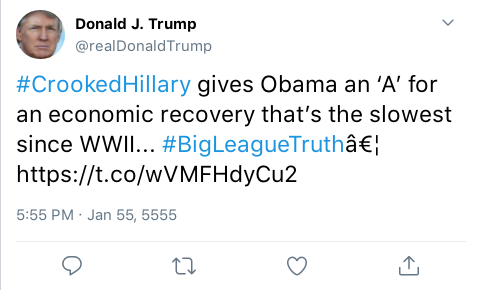 Donald J. Trump
@realDonaldTrump
#CrookedHillary gives Obama an ‘A’ for
an economic recovery that’s the slowest
since WWII... #BigLeagueTruthâ€¦
https://t.co/wVMFHdyCu2
5:55 PM · Jan 55, 5555